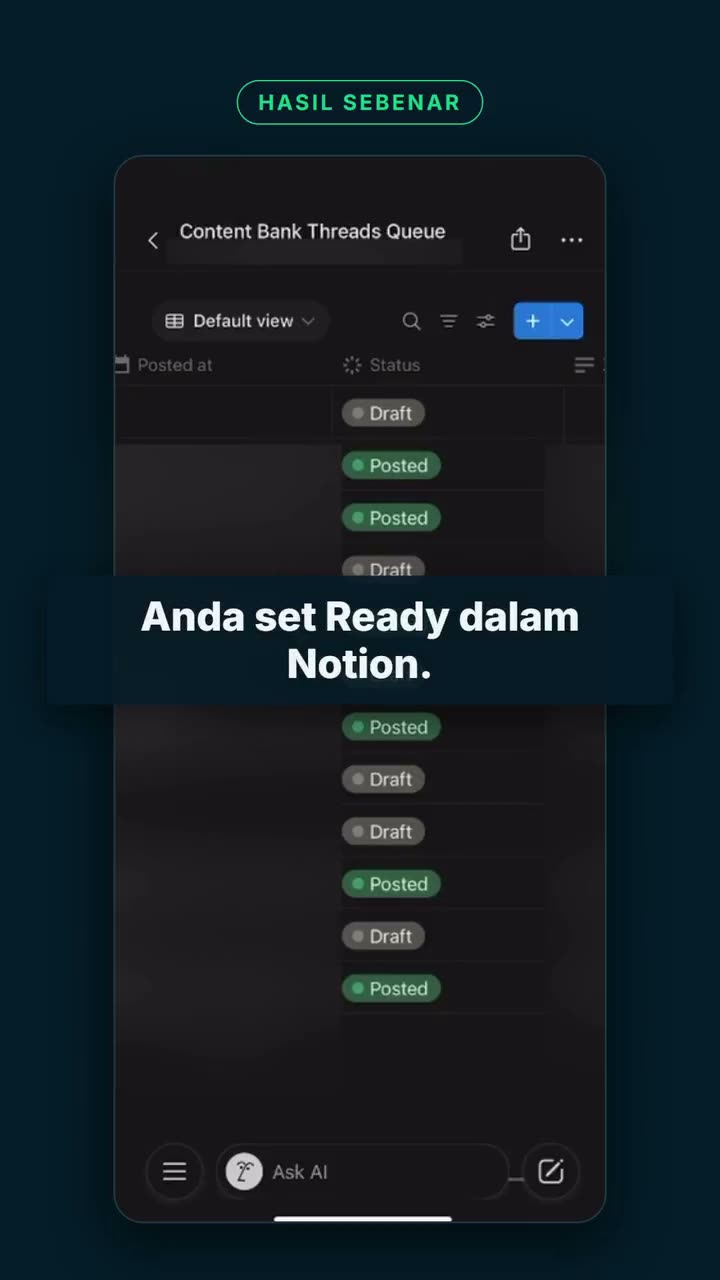 HASIL SEBENAR
Content Bank Threads Queue
Default view
Posted at
Status
Draft
Posted
Posted
Draft
Anda set Ready dalam
Notion.
Posted
Draft
Draft
Posted
Draft
Posted
Ask AI